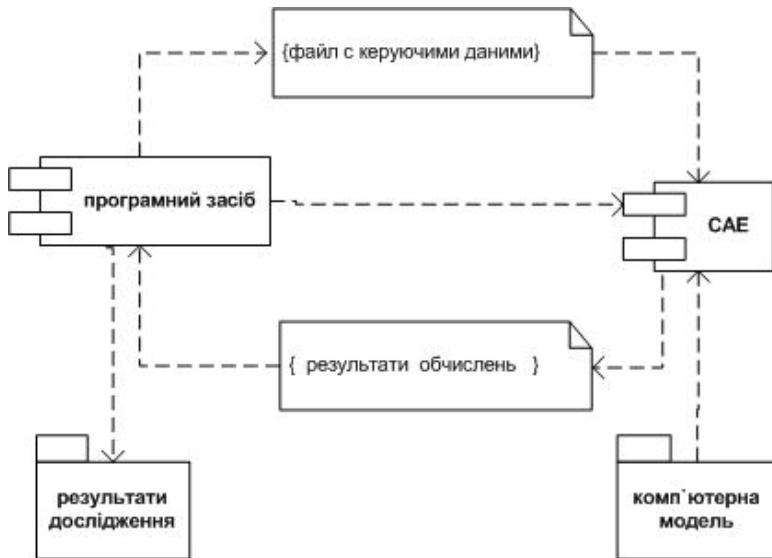 {файл с керуючими даними}
програмний засіб
CAE
{ результати обчислень }
результати
дослідження
комп`ютерна
модель